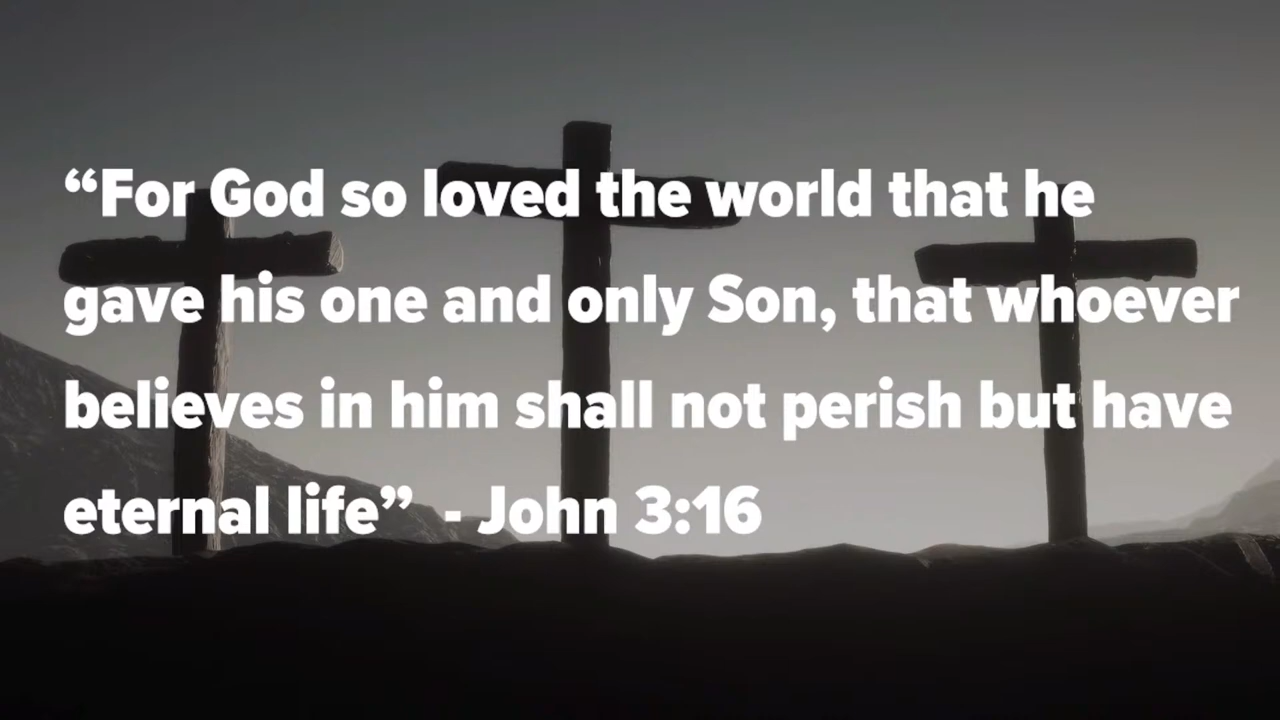 “For God so loved the world that he
gave his one and only Son, that whoever
believes in him shall not perish but have
eternal life”  - John 3:16